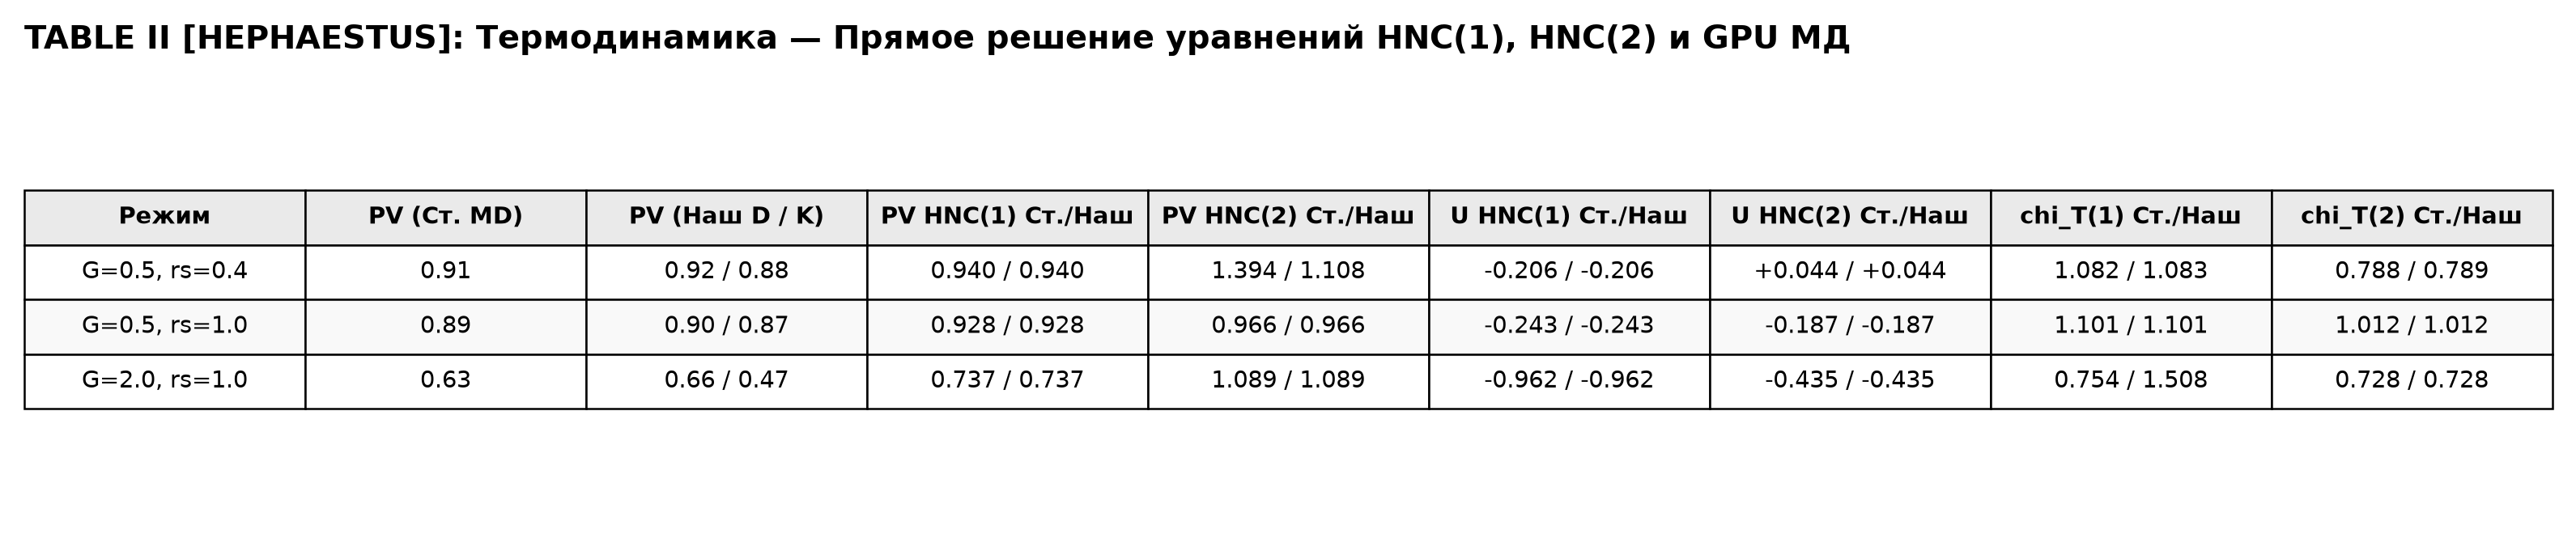 TABLE II [HEPHAESTUS]: Термодинамика — Прямое решение уравнений HNC(1), HNC(2) и GPU МД
Режим PV (Ст. MD) PV (Наш D / K) PV HNC(1) Ст./Наш PV HNC(2) Ст./Наш U HNC(1) Ст./Наш U HNC(2) Ст./Наш chi_T(1) Ст./Наш chi_T(2) Ст./Наш
G=0.5, rs=0.4 0.91 0.92 / 0.88 0.940 / 0.940 1.394 / 1.108 -0.206 / -0.206 +0.044 / +0.044 1.082 / 1.083 0.788 / 0.789
G=0.5, rs=1.0 0.89 0.90 / 0.87 0.928 / 0.928 0.966 / 0.966 -0.243 / -0.243 -0.187 / -0.187 1.101 / 1.101 1.012 / 1.012
G=2.0, rs=1.0 0.63 0.66 / 0.47 0.737 / 0.737 1.089 / 1.089 -0.962 / -0.962 -0.435 / -0.435 0.754 / 1.508 0.728 / 0.728